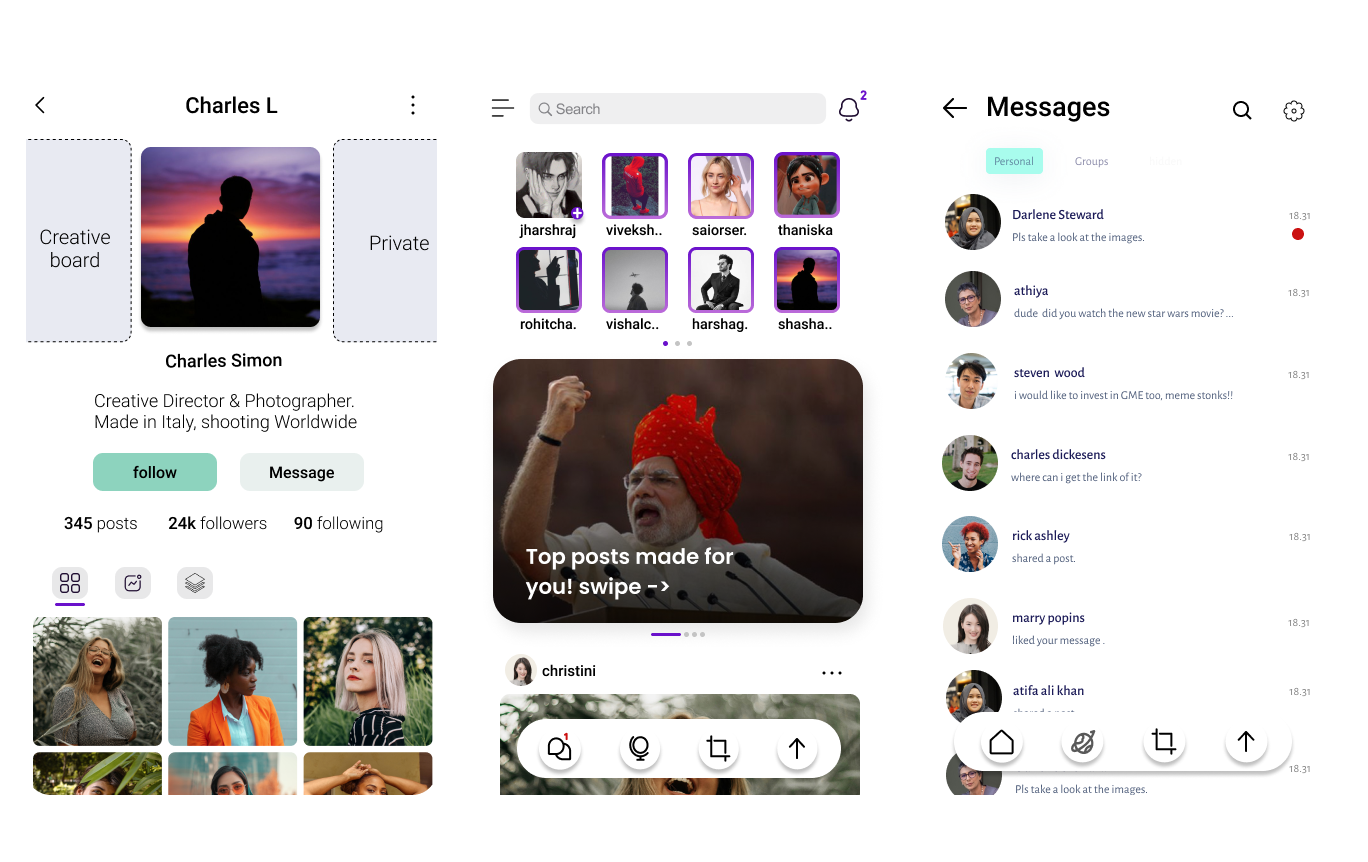 Charles L
Creative
board
Private
Charles Simon
Creative Director & Photographer.
Made in Italy, shooting Worldwide
follow
Message
345 posts
24k followers
90 following
Search
2
jharshraj
viveksh..
saiorser.
thaniska
rohitcha.
vishalc..
harshag.
shasha..
Top posts made for
you! swipe ->
christini
1
Messages
Personal
Groups
Darlene Steward
18.31
Pls take a look at the images.
athiya
18.31
dude did you watch the new star wars movie? ...
steven wood
18.31
i would like to invest in GME too, meme stonks!!
charles dickesens
18.31
where can i get the link of it?
rick ashley
18.31
shared a post.
marry popins
18.31
liked your message .
atifa ali khan
18.31
18.31
Pls take a look at the images.